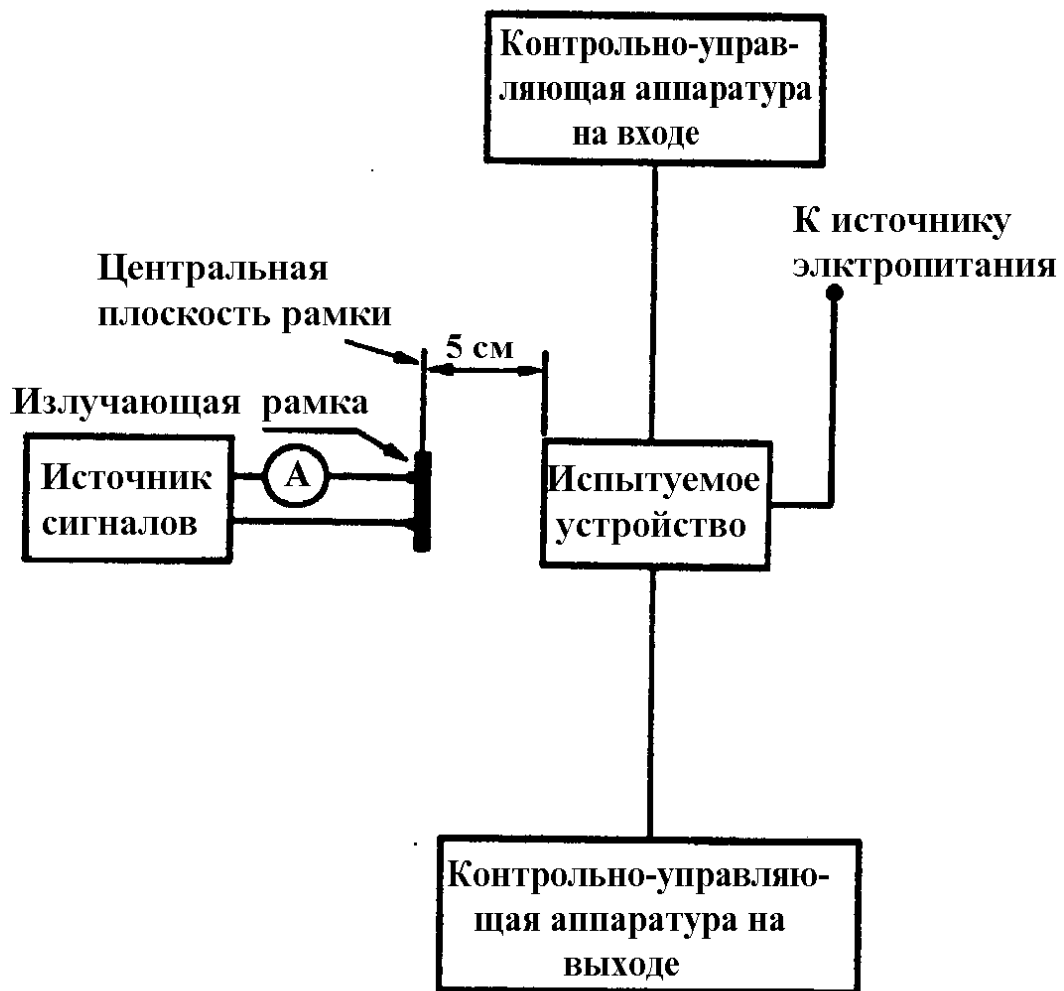 Контрольно-управ-
ляющая аппаратура
на входе
К источнику
элктропитания
Центральная
плоскость рамки
5 см
Излучающая рамка
Источник
сигналов
А
Испытуемое
устройство
Контрольно-управляю-
щая аппаратура на
выходе